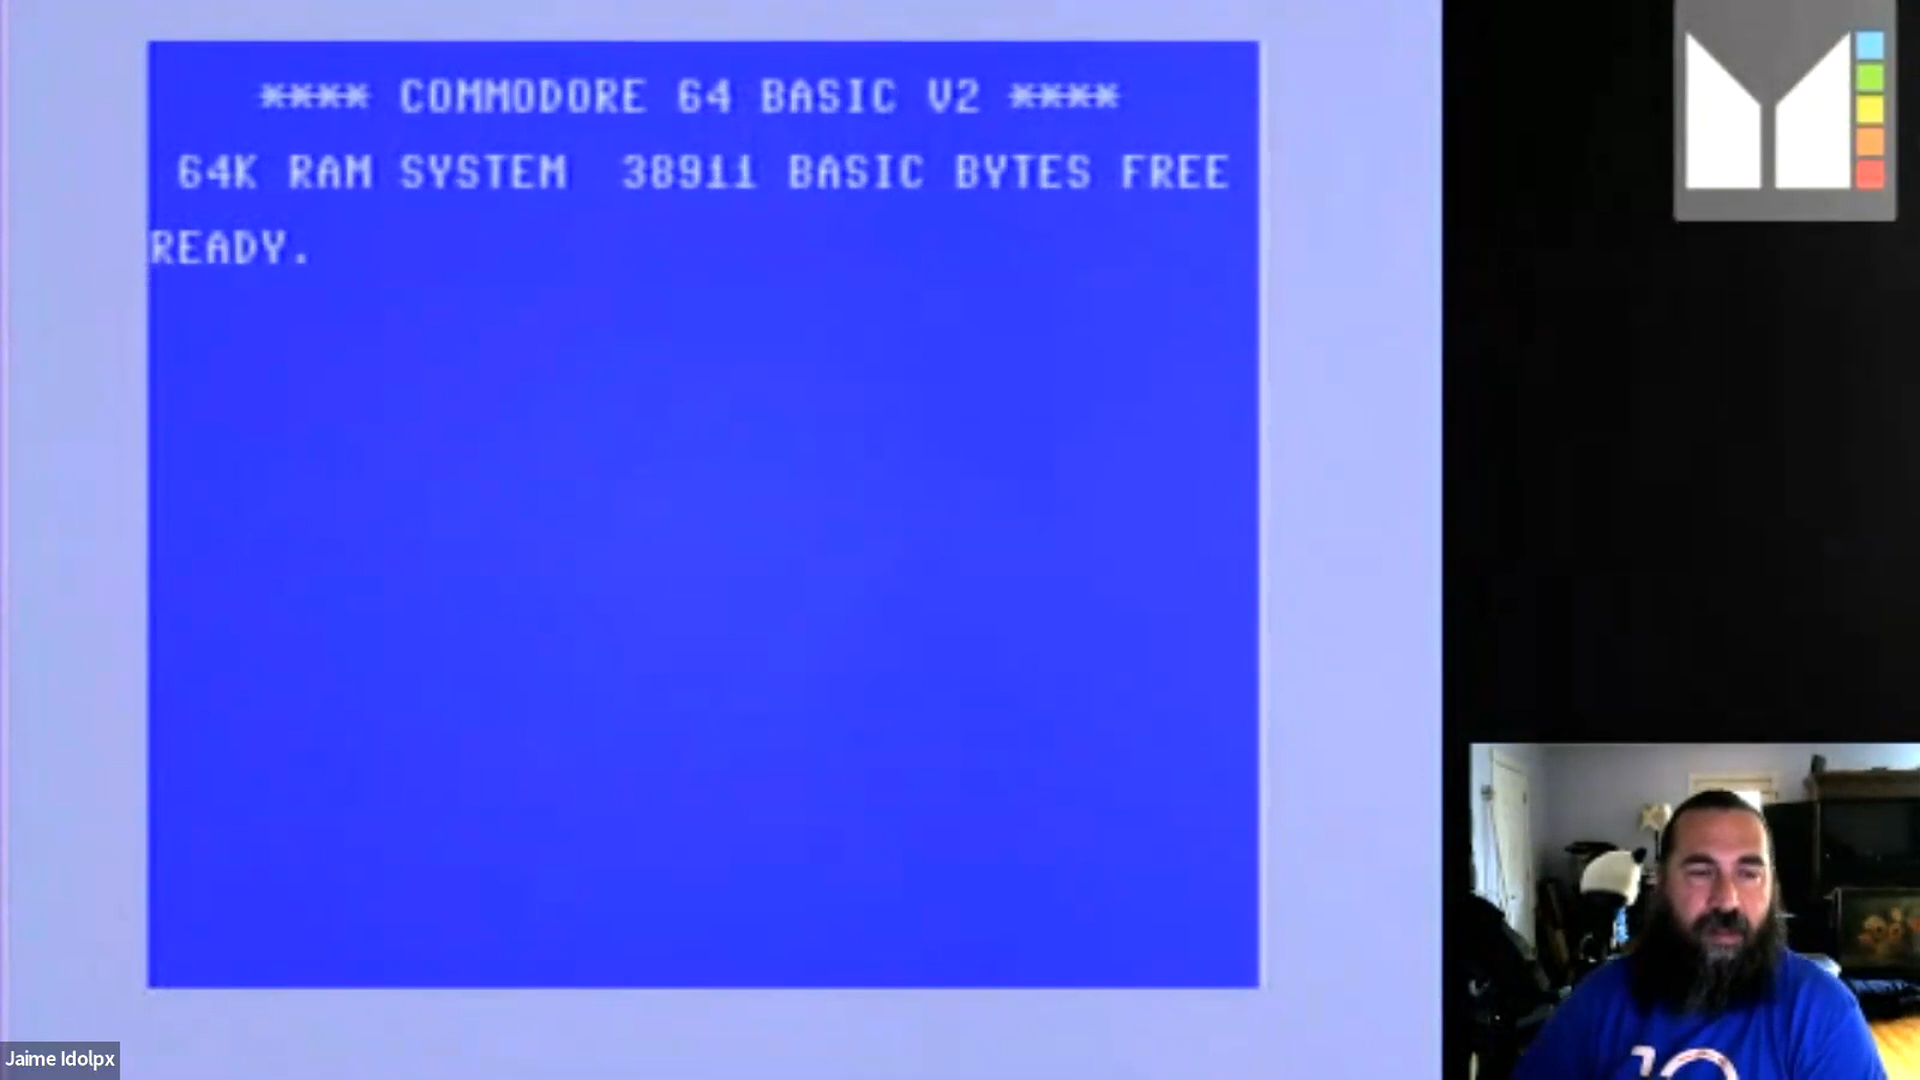 **** COMMODORE 64 BASIC V2 ****
64K RAM SYSTEM  38911 BASIC BYTES FREE
READY.
Jaime Idolpx